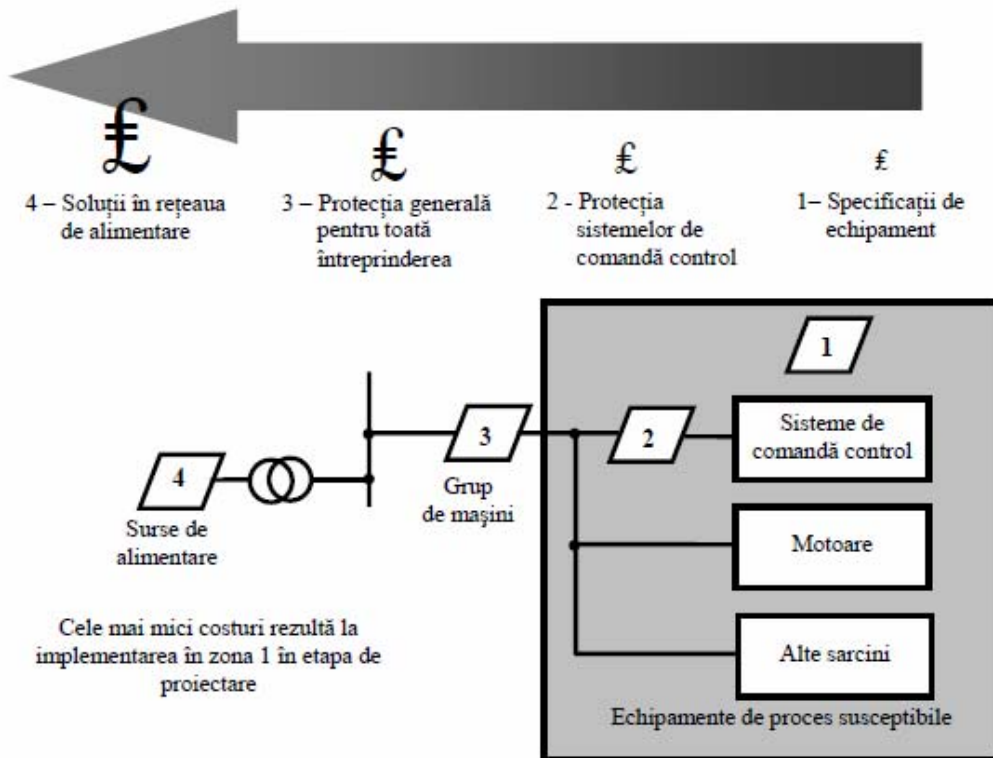 ₤
₤
₤
₤
4 – Soluții în rețeaua
de alimentare
3 – Protecția generală
pentru toată
întreprinderea
2 - Protecția
sistemelor de
comandă control
1– Specificații de
echipament
1
Sisteme de
comandă control
2
3
4
Grup
de mașini
Surse de
alimentare
Motoare
Cele mai mici costuri rezultă la
implementarea în zona 1 în etapa de
proiectare
Alte sarcini
Echipamente de proces susceptibile